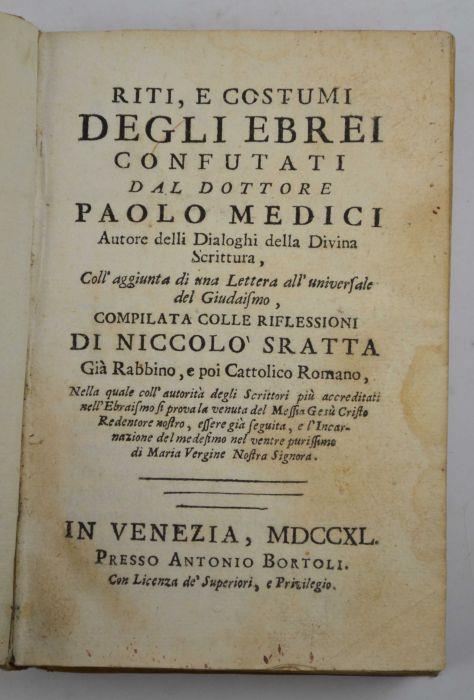 RITI, E COSTUMI
DEGLI EBREI
CONFUTATI
DAL DOTTORE
PAOLO MEDICI
Autore delli Dialoghi della Divina
Scrittura,
Coll' aggiunta di una Lettera all' univerſale
del Giudaiſmo,
COMPILATA COLLE RIFLESSIONI
DI NICCOLO' SRATTA
Già Rabbino, e poi Cattolico Romano,
Nella quale coll' autorità degli Scrittori più accreditati
nell' Ebraiſmo ſi prova la venuta del Meſſia Gesù Criſto
Redentore noſtro, eſſere già ſeguita, e l'Incar-
nazione del medeſimo nel ventre puriſſimo
di Maria Vergine Noſtra Signora.
IN VENEZIA, MDCCXL.
PRESSO ANTONIO BORTOLI.
Con Licenza de' Superiori, e Privilegio.